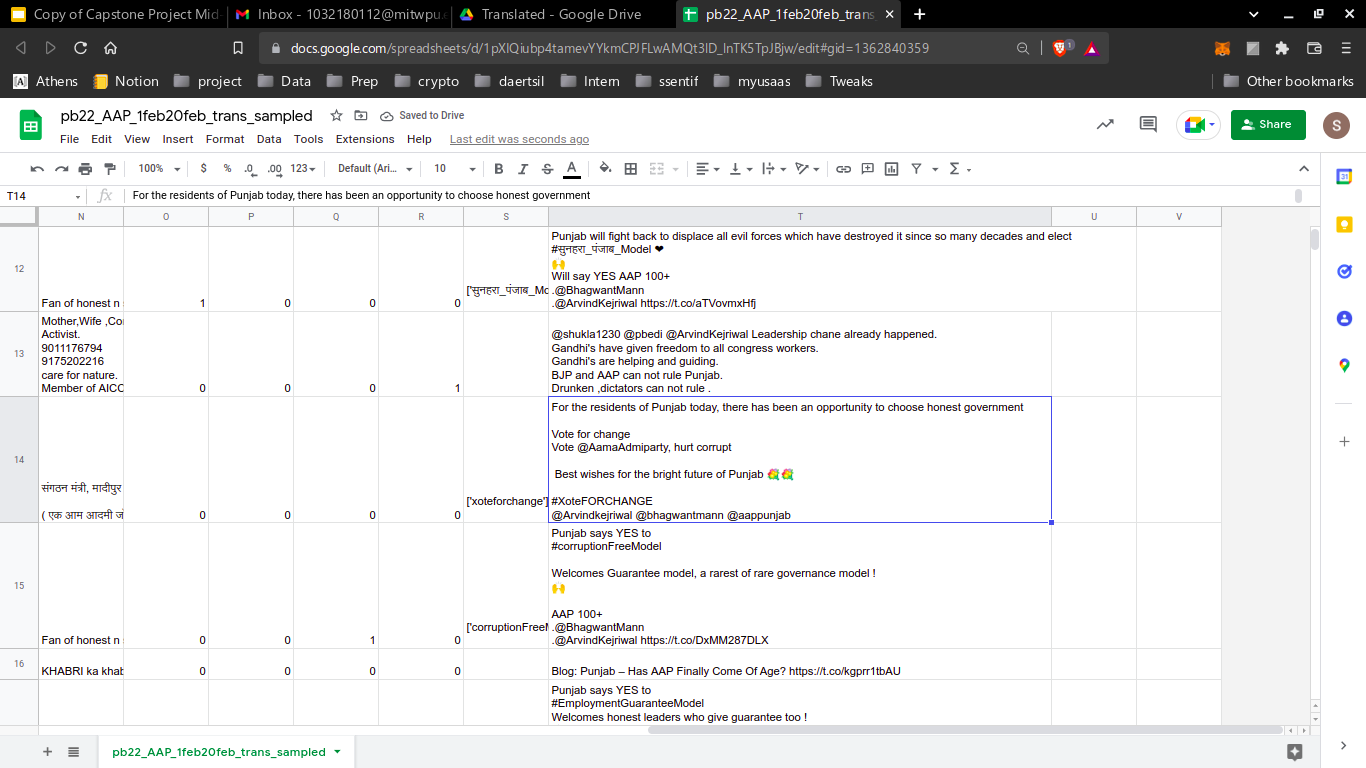 Copy of Capstone Project Mid
Inbox - 1032180112@mitwpu.e
Translated - Google Drive
pb22_AAP_1feb20feb_trans_
docs.google.com/spreadsheets/d/1pXIQiubp4tamevYYkmCPJFLwAMQt3ID_lnTK5TpJBjw/edit#gid=1362840359
1
Athens
Notion
project
Data
Prep
crypto
daertsil
Intern
ssentif
myusaas
Tweaks
Other bookmarks
pb22_AAP_1feb20feb_trans_sampled
Saved to Drive
File Edit View Insert Format Data Tools Extensions Help Last edit was seconds ago
Share
S
100% $ % .0 .00 123 Default (Ari... 10 B I S A
31
T14
fx
For the residents of Punjab today, there has been an opportunity to choose honest government
N O P Q R S T U V
12
Fan of honest n
1 0 0 0
['सुनहरा_पंजाब_Mo
Punjab will fight back to displace all evil forces which have destroyed it since so many decades and elect
#सुनहरा_पंजाब_Model ❤
🙌
Will say YES AAP 100+
.@BhagwantMann
.@ArvindKejriwal https://t.co/aTVovmxHfj
13
Mother,Wife ,Co
Activist.
9011176794
9175202216
care for nature.
Member of AICC
0 0 0 1
@shukla1230 @pbedi @ArvindKejriwal Leadership chane already happened.
Gandhi's have given freedom to all congress workers.
Gandhi's are helping and guiding.
BJP and AAP can not rule Punjab.
Drunken ,dictators can not rule .
14
संगठन मंत्री, मादीपुर
( एक आम आदमी जो
0 0 0 0
['xoteforchange']
For the residents of Punjab today, there has been an opportunity to choose honest government
Vote for change
Vote @AamaAdmiparty, hurt corrupt
Best wishes for the bright future of Punjab 💐💐
#XoteFORCHANGE
@Arvindkejriwal @bhagwantmann @aappunjab
15
Fan of honest n
0 0 1 0
['corruptionFreeM
Punjab says YES to
#corruptionFreeModel
Welcomes Guarantee model, a rarest of rare governance model !
🙌
AAP 100+
.@BhagwantMann
.@ArvindKejriwal https://t.co/DxMM287DLX
16
KHABRI ka khab
0 0 0 0
Blog: Punjab – Has AAP Finally Come Of Age? https://t.co/kgprr1tbAU
Punjab says YES to
#EmploymentGuaranteeModel
Welcomes honest leaders who give guarantee too !
pb22_AAP_1feb20feb_trans_sampled